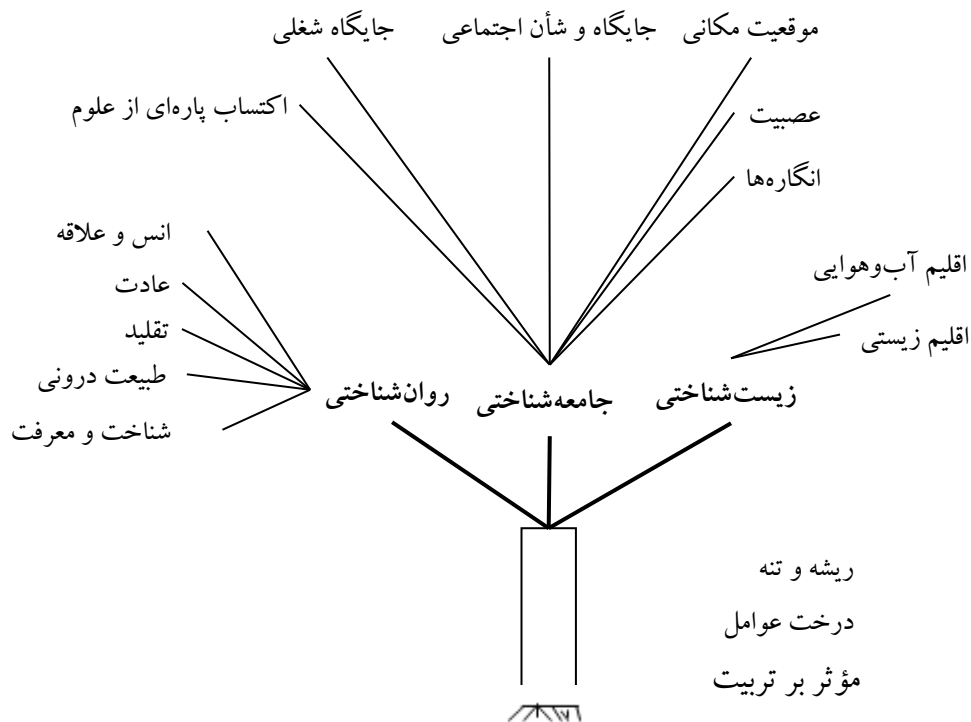 موقعیت مکانی
جایگاه و شأن اجتماعی
جایگاه شغلی
عصبیت
اکتساب پاره‌ای از علوم
انگاره‌ها
انس و علاقه
اقلیم آب‌وهوایی
عادت
تقلید
اقلیم زیستی
طبیعت درونی
شناخت و معرفت
زیست‌شناختی
جامعه‌شناختی
روان‌شناختی
ریشه و تنه
درخت عوامل
مؤثر بر تربیت